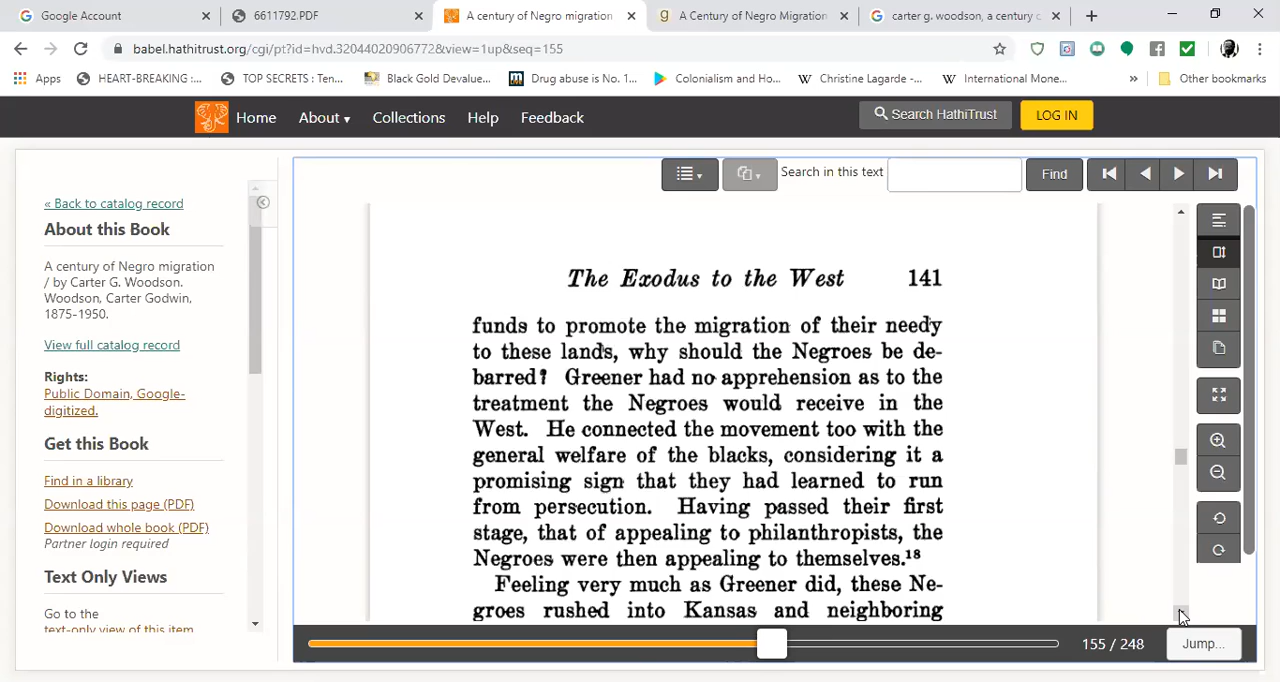 Google Account
6611792.PDF
A century of Negro migration
A Century of Negro Migration
carter g. woodson, a century c
babel.hathitrust.org/cgi/pt?id=hvd.32044020906772&view=1up&seq=155
Apps
HEART-BREAKING :...
TOP SECRETS : Ten...
Black Gold Devalue...
Drug abuse is No. 1...
Colonialism and Ho...
Christine Lagarde -...
International Mone...
»
Other bookmarks
Home
About
Collections
Help
Feedback
Search HathiTrust
LOG IN
« Back to catalog record
About this Book
A century of Negro migration
/ by Carter G. Woodson.
Woodson, Carter Godwin,
1875-1950.
View full catalog record
Rights:
Public Domain, Google-
digitized.
Get this Book
Find in a library
Download this page (PDF)
Download whole book (PDF)
Partner login required
Text Only Views
Go to the
text-only view of this item
Search in this text
Find
The Exodus to the West 141
funds to promote the migration of their needy
to these lands, why should the Negroes be de-
barred? Greener had no apprehension as to the
treatment the Negroes would receive in the
West. He connected the movement too with the
general welfare of the blacks, considering it a
promising sign that they had learned to run
from persecution. Having passed their first
stage, that of appealing to philanthropists, the
Negroes were then appealing to themselves.¹⁸
Feeling very much as Greener did, these Ne-
groes rushed into Kansas and neighboring
155 / 248
Jump...